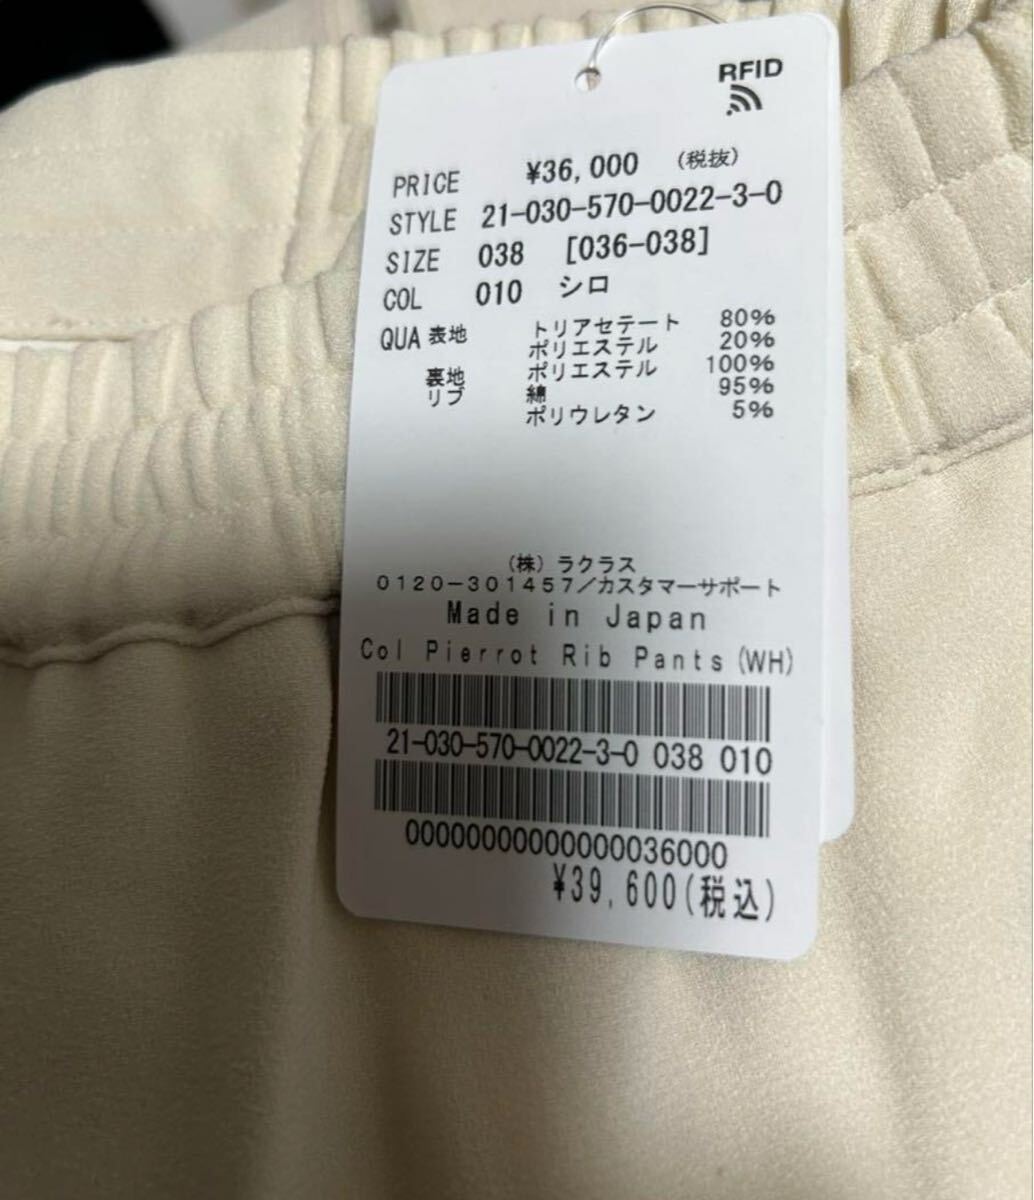 RFID
PRICE ¥36,000 (税抜)
STYLE 21-030-570-0022-3-0
SIZE 038 [036-038]
COL 010 シロ
QUA 表地 トリアセテート 80%
ポリエステル 20%
裏地 ポリエステル 100%
リブ 綿 95%
ポリウレタン 5%
(株)ラクラス
0120-301457/カスタマーサポート
Made in Japan
Col Pierrot Rib Pants(WH)
21-030-570-0022-3-0 038 010
00000000000000036000
¥39,600(税込)